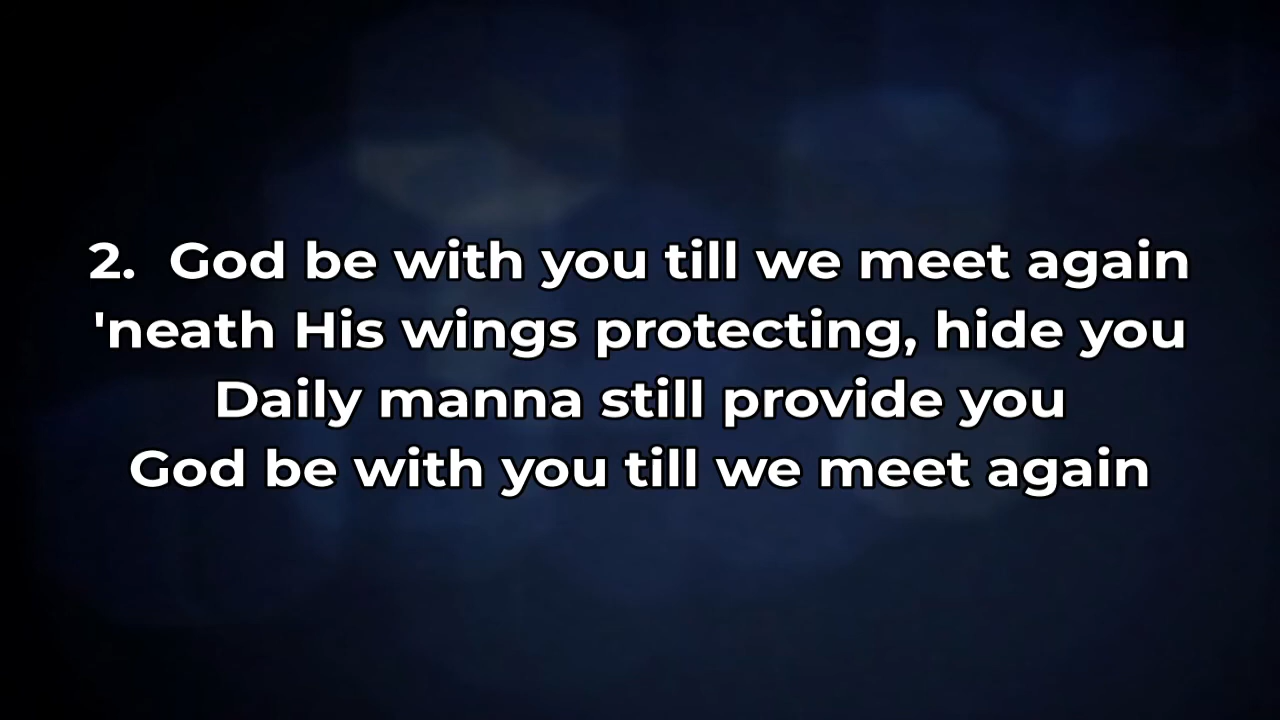 2. God be with you till we meet again
'neath His wings protecting, hide you
Daily manna still provide you
God be with you till we meet again